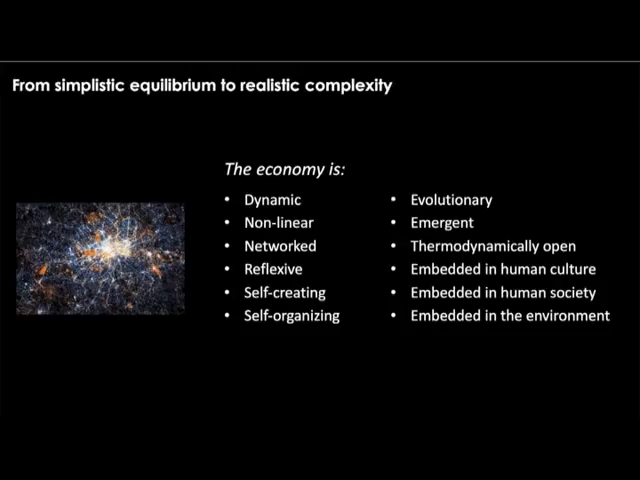 From simplistic equilibrium to realistic complexity
The economy is:
• Dynamic
• Non-linear
• Networked
• Reflexive
• Self-creating
• Self-organizing
• Evolutionary
• Emergent
• Thermodynamically open
• Embedded in human culture
• Embedded in human society
• Embedded in the environment